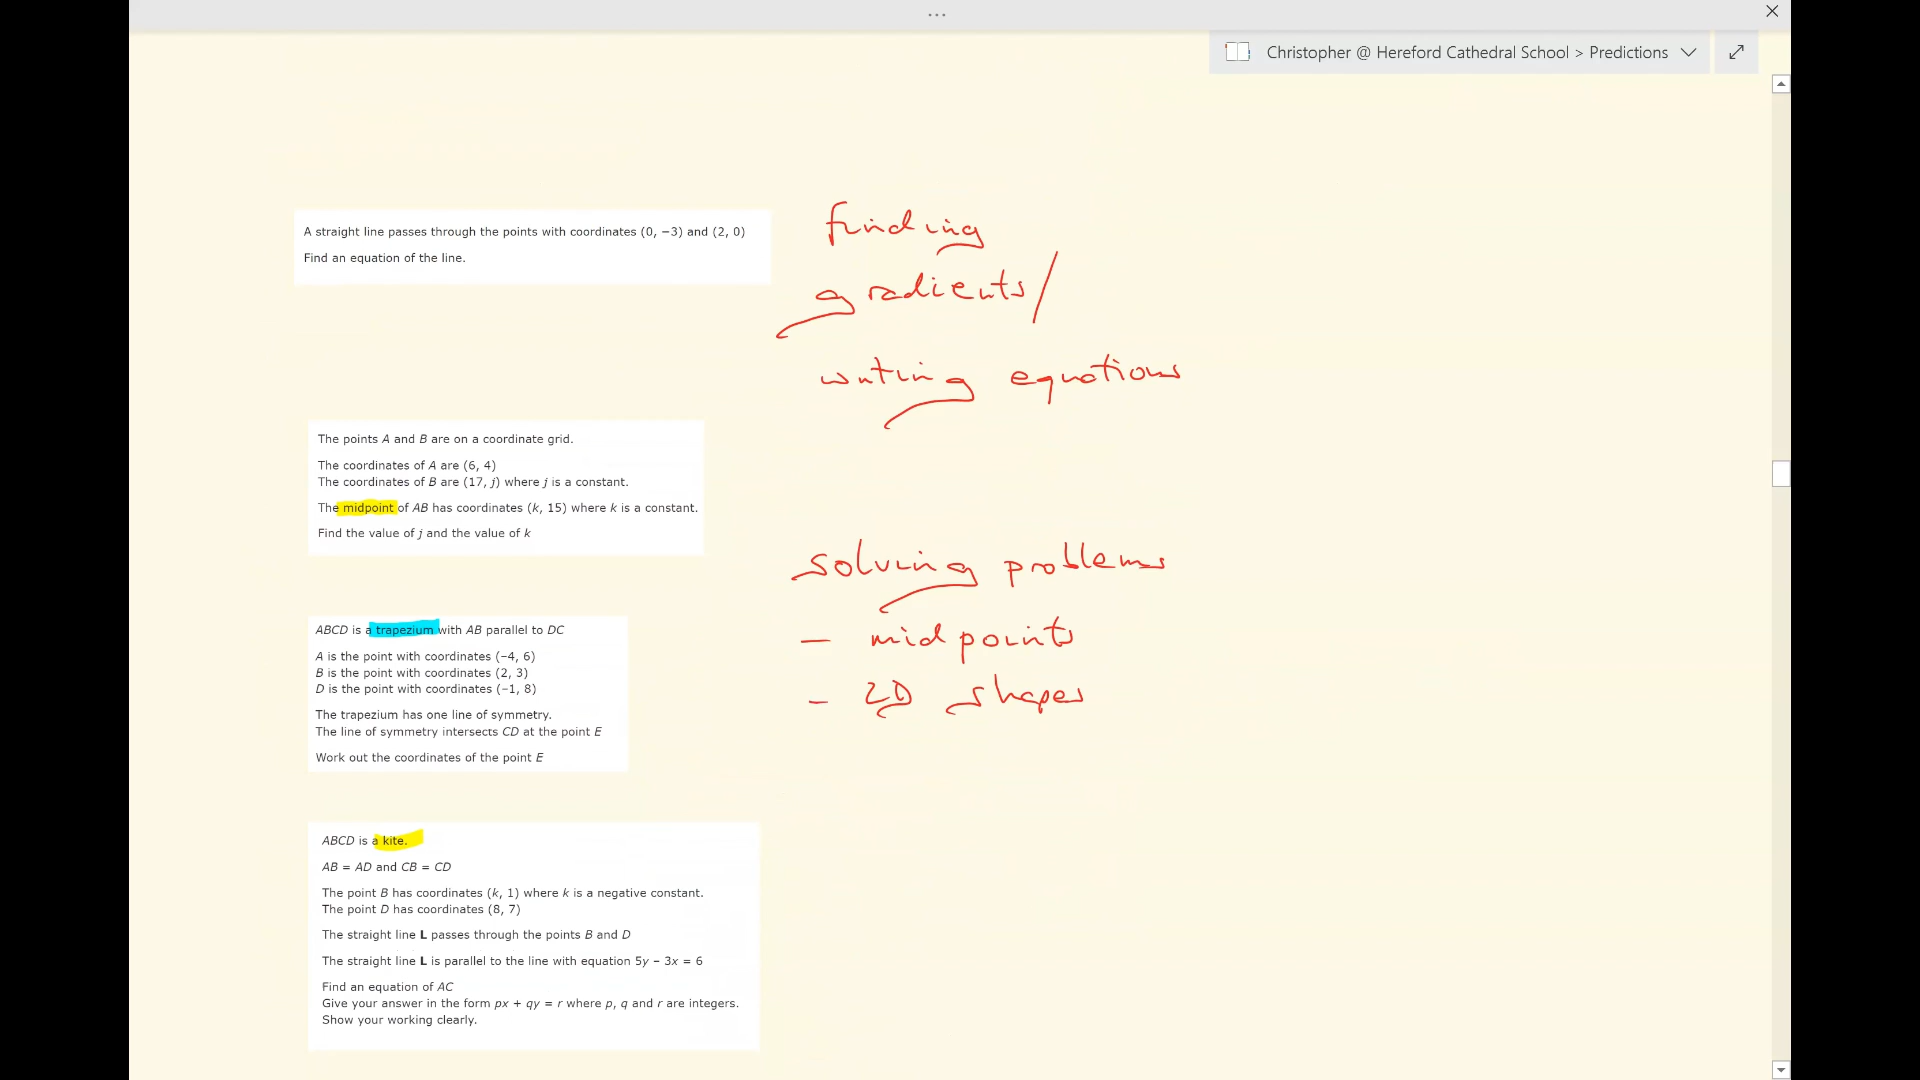 ...
Christopher @ Hereford Cathedral School > Predictions
A straight line passes through the points with coordinates (0, −3) and (2, 0)
Find an equation of the line.
finding
gradients/
writing equations
The points A and B are on a coordinate grid.
The coordinates of A are (6, 4)
The coordinates of B are (17, j) where j is a constant.
The midpoint of AB has coordinates (k, 15) where k is a constant.
Find the value of j and the value of k
solving problems
– midpoints
– 2D shapes
ABCD is a trapezium with AB parallel to DC
A is the point with coordinates (−4, 6)
B is the point with coordinates (2, 3)
D is the point with coordinates (−1, 8)
The trapezium has one line of symmetry.
The line of symmetry intersects CD at the point E
Work out the coordinates of the point E
ABCD is a kite.
AB = AD and CB = CD
The point B has coordinates (k, 1) where k is a negative constant.
The point D has coordinates (8, 7)
The straight line L passes through the points B and D
The straight line L is parallel to the line with equation 5y − 3x = 6
Find an equation of AC
Give your answer in the form px + qy = r where p, q and r are integers.
Show your working clearly.